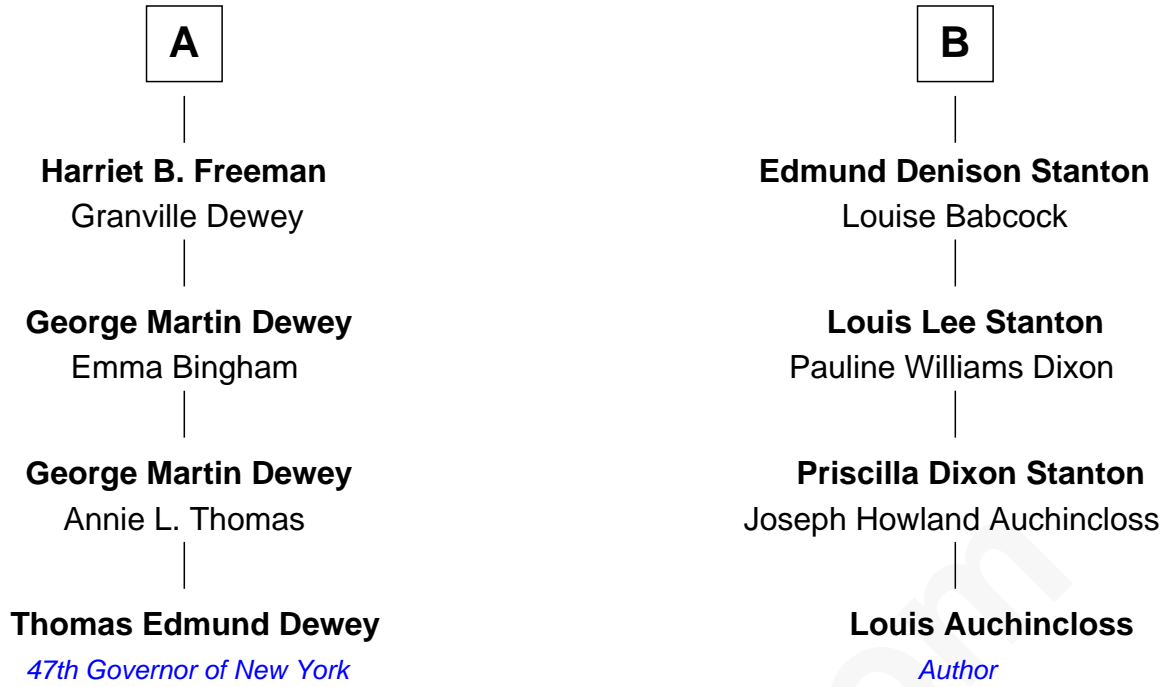 A
Harriet B. Freeman
Granville Dewey
George Martin Dewey
Emma Bingham
George Martin Dewey
Annie L. Thomas
Thomas Edmund Dewey
47th Governor of New York
B
Edmund Denison Stanton
Louise Babcock
Louis Lee Stanton
Pauline Williams Dixon
Priscilla Dixon Stanton
Joseph Howland Auchincloss
Louis Auchincloss
Author